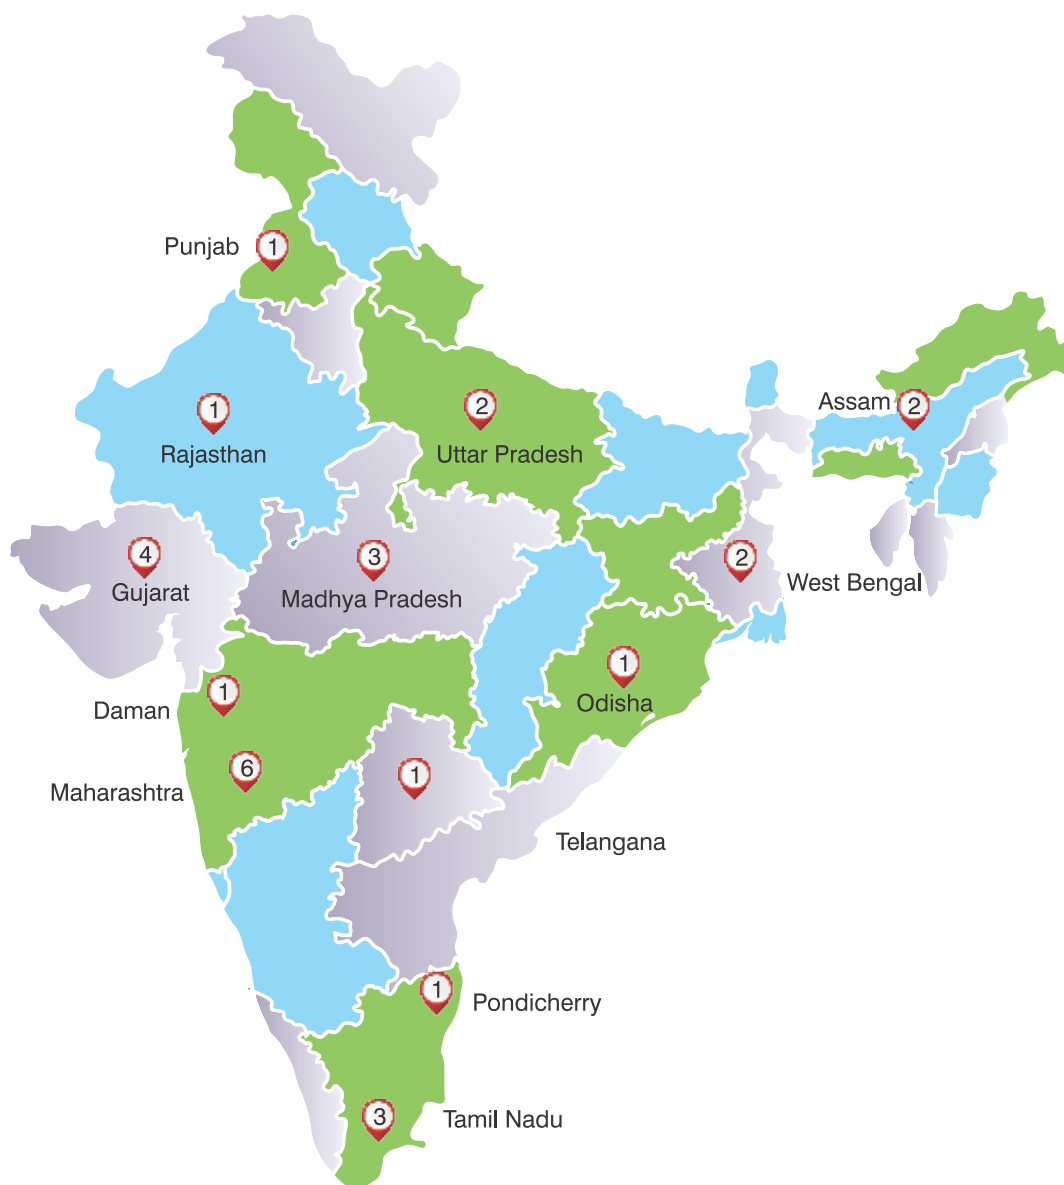 Punjab 1
1
Rajasthan
2
Uttar Pradesh
Assam 2
4
Gujarat
3
Madhya Pradesh
2
West Bengal
1
Odisha
1
Daman
6
Maharashtra
1
Telangana
1
Pondicherry
3
Tamil Nadu